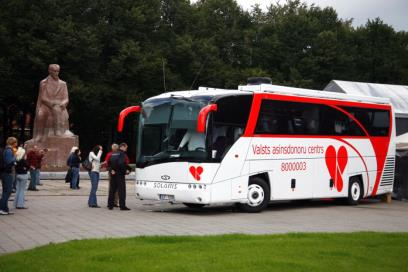 Valsts asinsdonoru centrs
8000003
SOLARIS